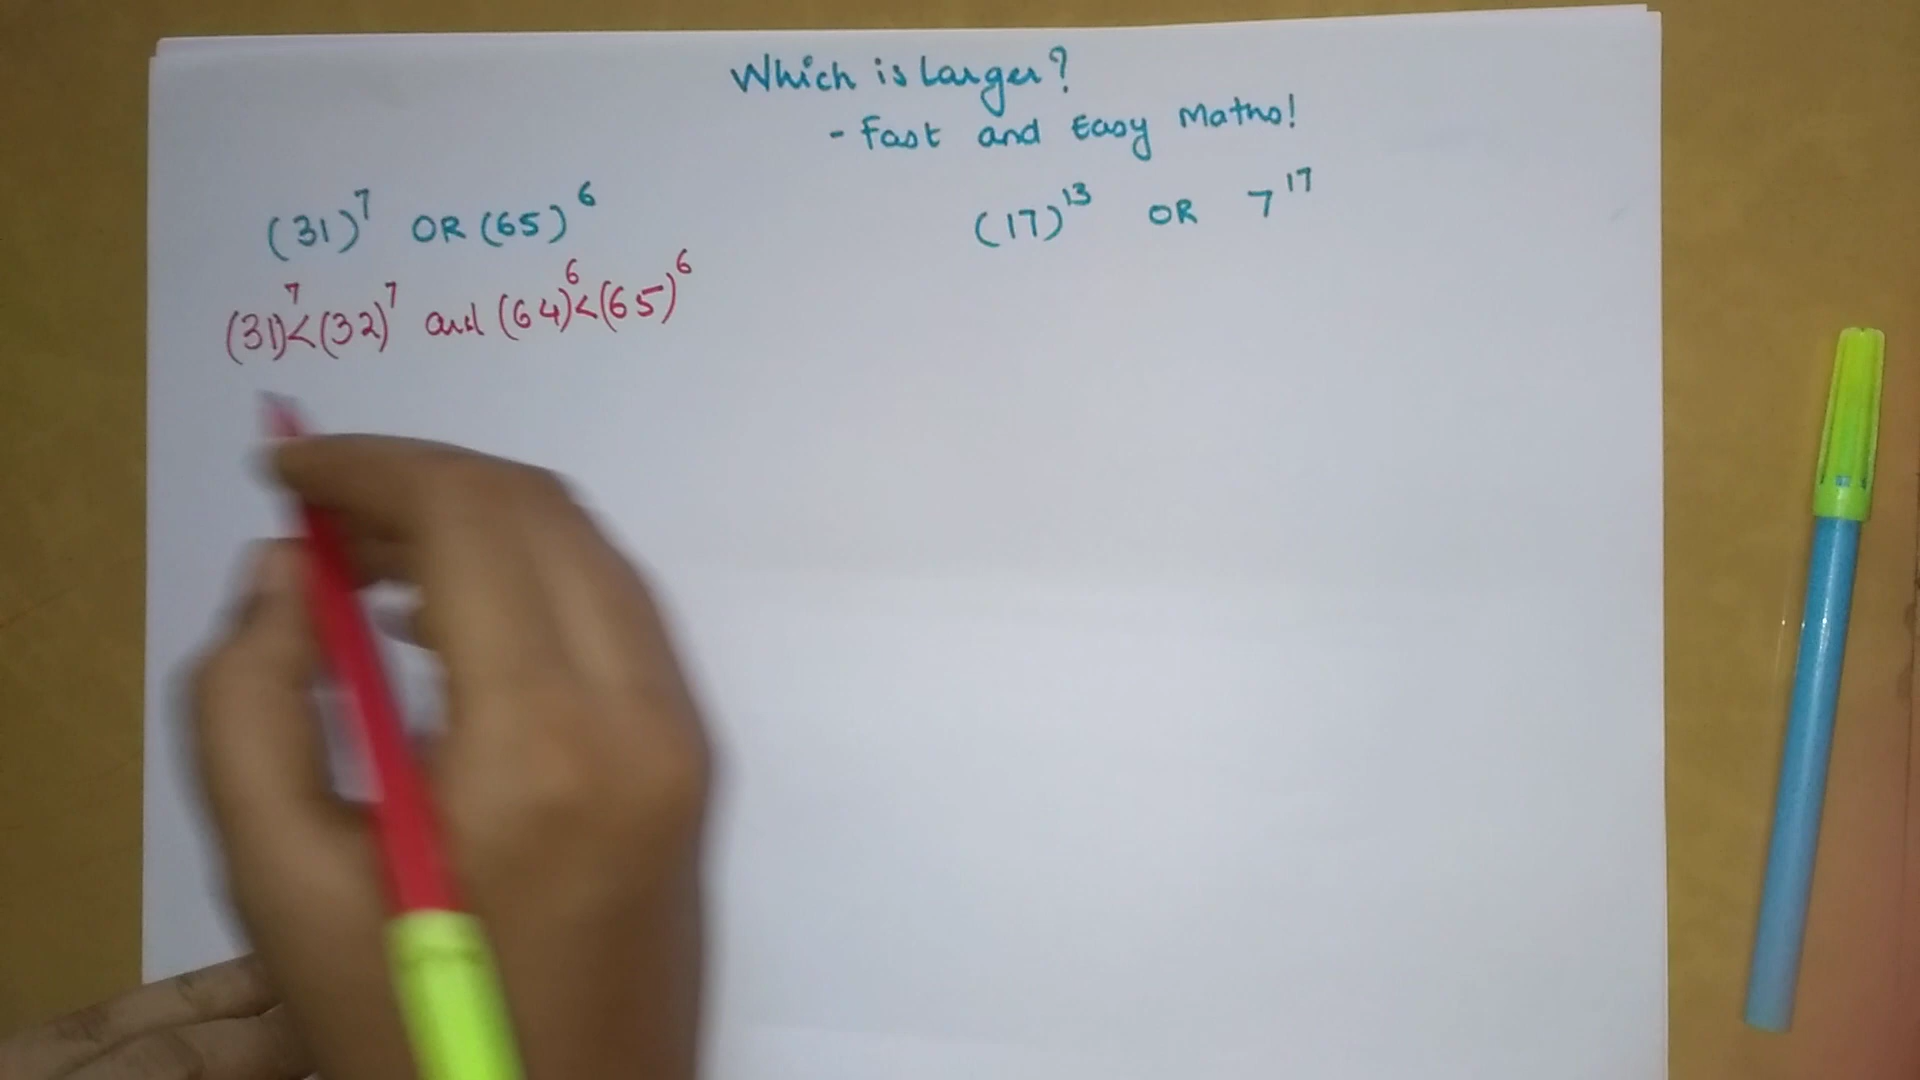 Which is Larger?
- Fast and Easy Maths!
(31)^7 OR (65)^6
(17)^13 OR 7^17
(31)^7 < (32)^7 and (64)^6 < (65)^6